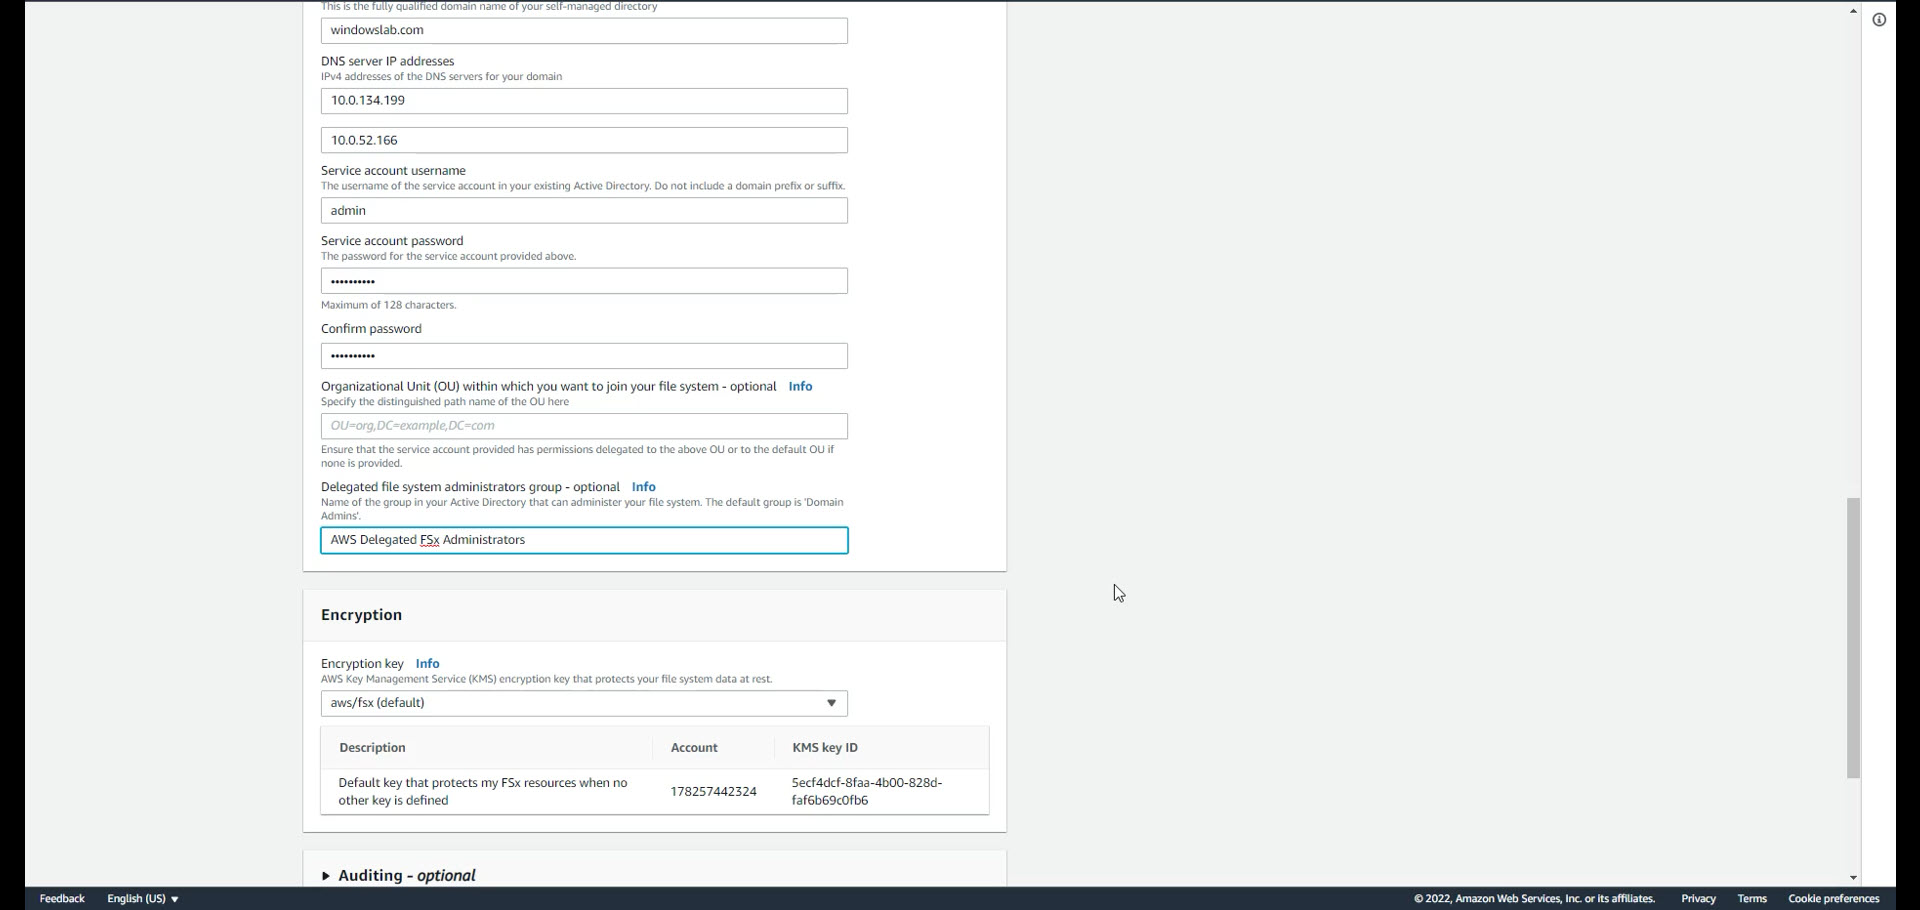 This is the fully qualified domain name of your self-managed directory
windowslab.com
DNS server IP addresses
IPv4 addresses of the DNS servers for your domain
10.0.134.199
10.0.52.166
Service account username
The username of the service account in your existing Active Directory. Do not include a domain prefix or suffix.
admin
Service account password
The password for the service account provided above.
••••••••••
Maximum of 128 characters.
Confirm password
••••••••••
Organizational Unit (OU) within which you want to join your file system - optional Info
Specify the distinguished path name of the OU here
OU=org,DC=example,DC=com
Ensure that the service account provided has permissions delegated to the above OU or to the default OU if
none is provided.
Delegated file system administrators group - optional Info
Name of the group in your Active Directory that can administer your file system. The default group is 'Domain
Admins'.
AWS Delegated FSx Administrators
Encryption
Encryption key Info
AWS Key Management Service (KMS) encryption key that protects your file system data at rest.
aws/fsx (default)
Description Account KMS key ID
Default key that protects my FSx resources when no
other key is defined
178257442324
5ecf4dcf-8faa-4b00-828d-
faf6b69c0fb6
Auditing - optional
Feedback English (US) © 2022, Amazon Web Services, Inc. or its affiliates. Privacy Terms Cookie preferences